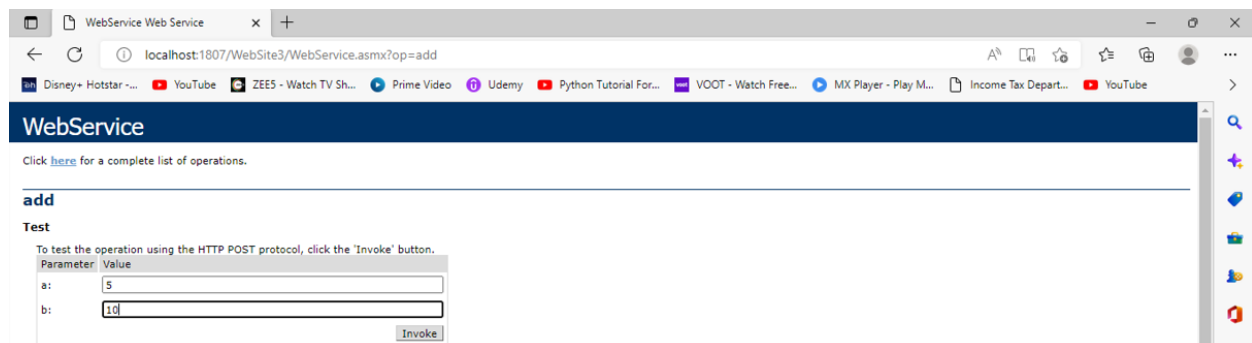 WebService Web Service
localhost:1807/WebSite3/WebService.asmx?op=add
Disney+ Hotstar -... YouTube ZEE5 - Watch TV Sh... Prime Video Udemy Python Tutorial For... VOOT - Watch Free... MX Player - Play M... Income Tax Depart... YouTube
WebService
Click here for a complete list of operations.
add
Test
To test the operation using the HTTP POST protocol, click the 'Invoke' button.
Parameter Value
a: 5
b: 10
Invoke